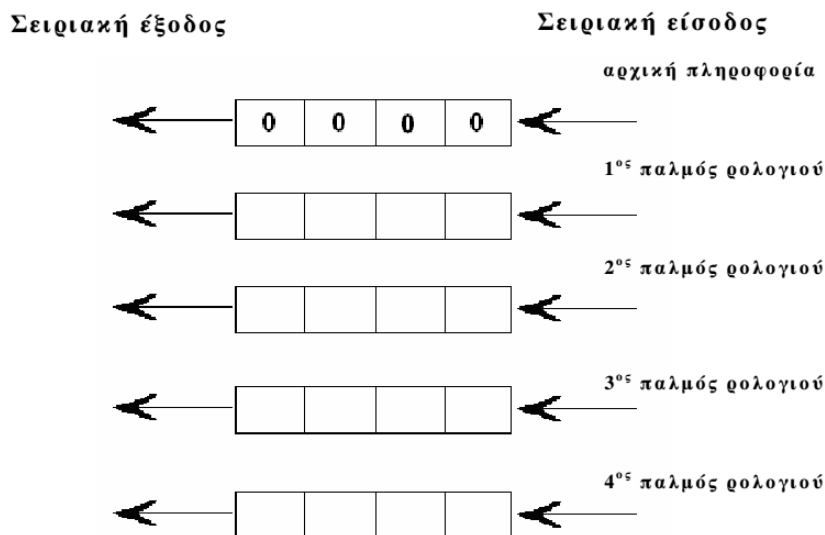 Σειριακή έξοδος Σειριακή είσοδος
αρχική πληροφορία
0 0 0 0
1ος παλμός ρολογιού
2ος παλμός ρολογιού
3ος παλμός ρολογιού
4ος παλμός ρολογιού